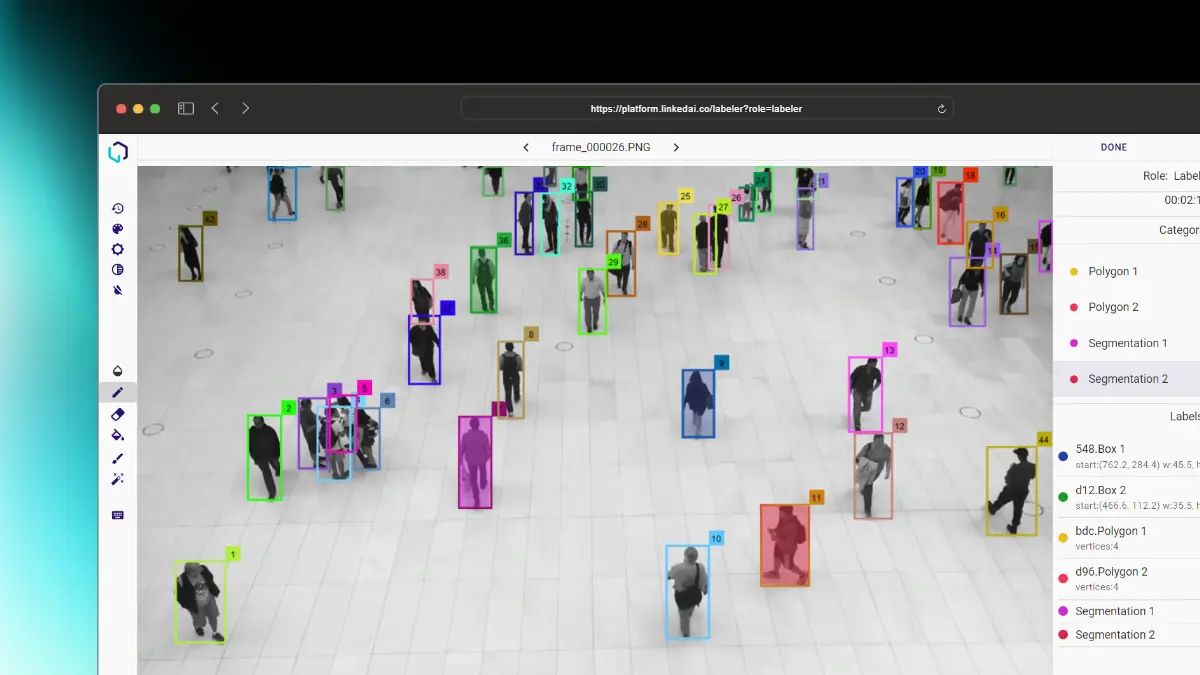 https://platform.linkedai.co/labeler?role=labeler
frame_000026.PNG
DONE
Role: Label
00:02:1
Categor
Polygon 1
Polygon 2
Segmentation 1
Segmentation 2
Labels
548.Box 1
start:(762.2, 284.4) w:45.5, h
d12.Box 2
start:(466.6, 112.2) w:35.5, h
bdc.Polygon 1
vertices:4
d96.Polygon 2
vertices:4
Segmentation 1
Segmentation 2
20
19
18
24
32
30
25
26
27
42
16
28
36
29
38
8
13
9
3
5
6
2
12
44
11
10
1